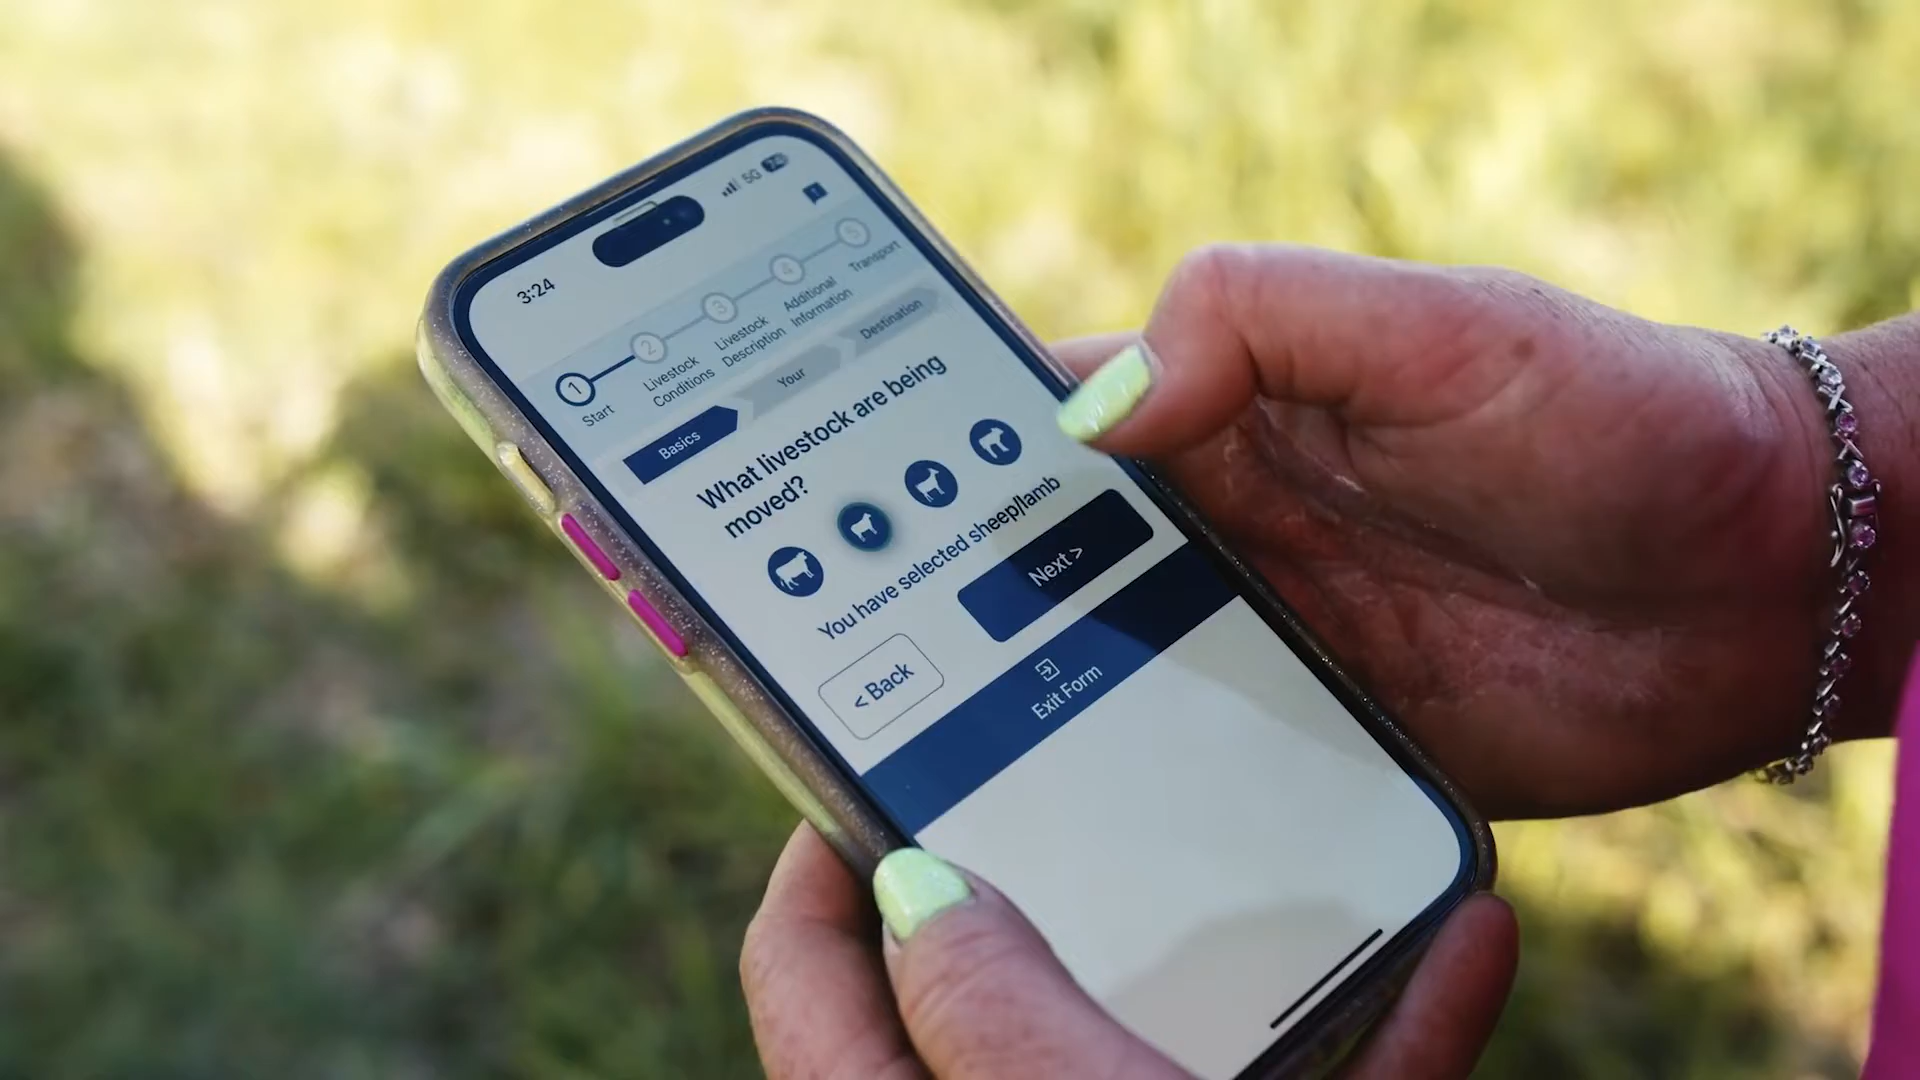 3:24
5G
1
2
3
4
5
Start
Livestock
Conditions
Livestock
Description
Additional
Information
Transport
Basics
Your
Destination
What livestock are being
moved?
You have selected sheep/lamb
< Back
Next >
Exit Form